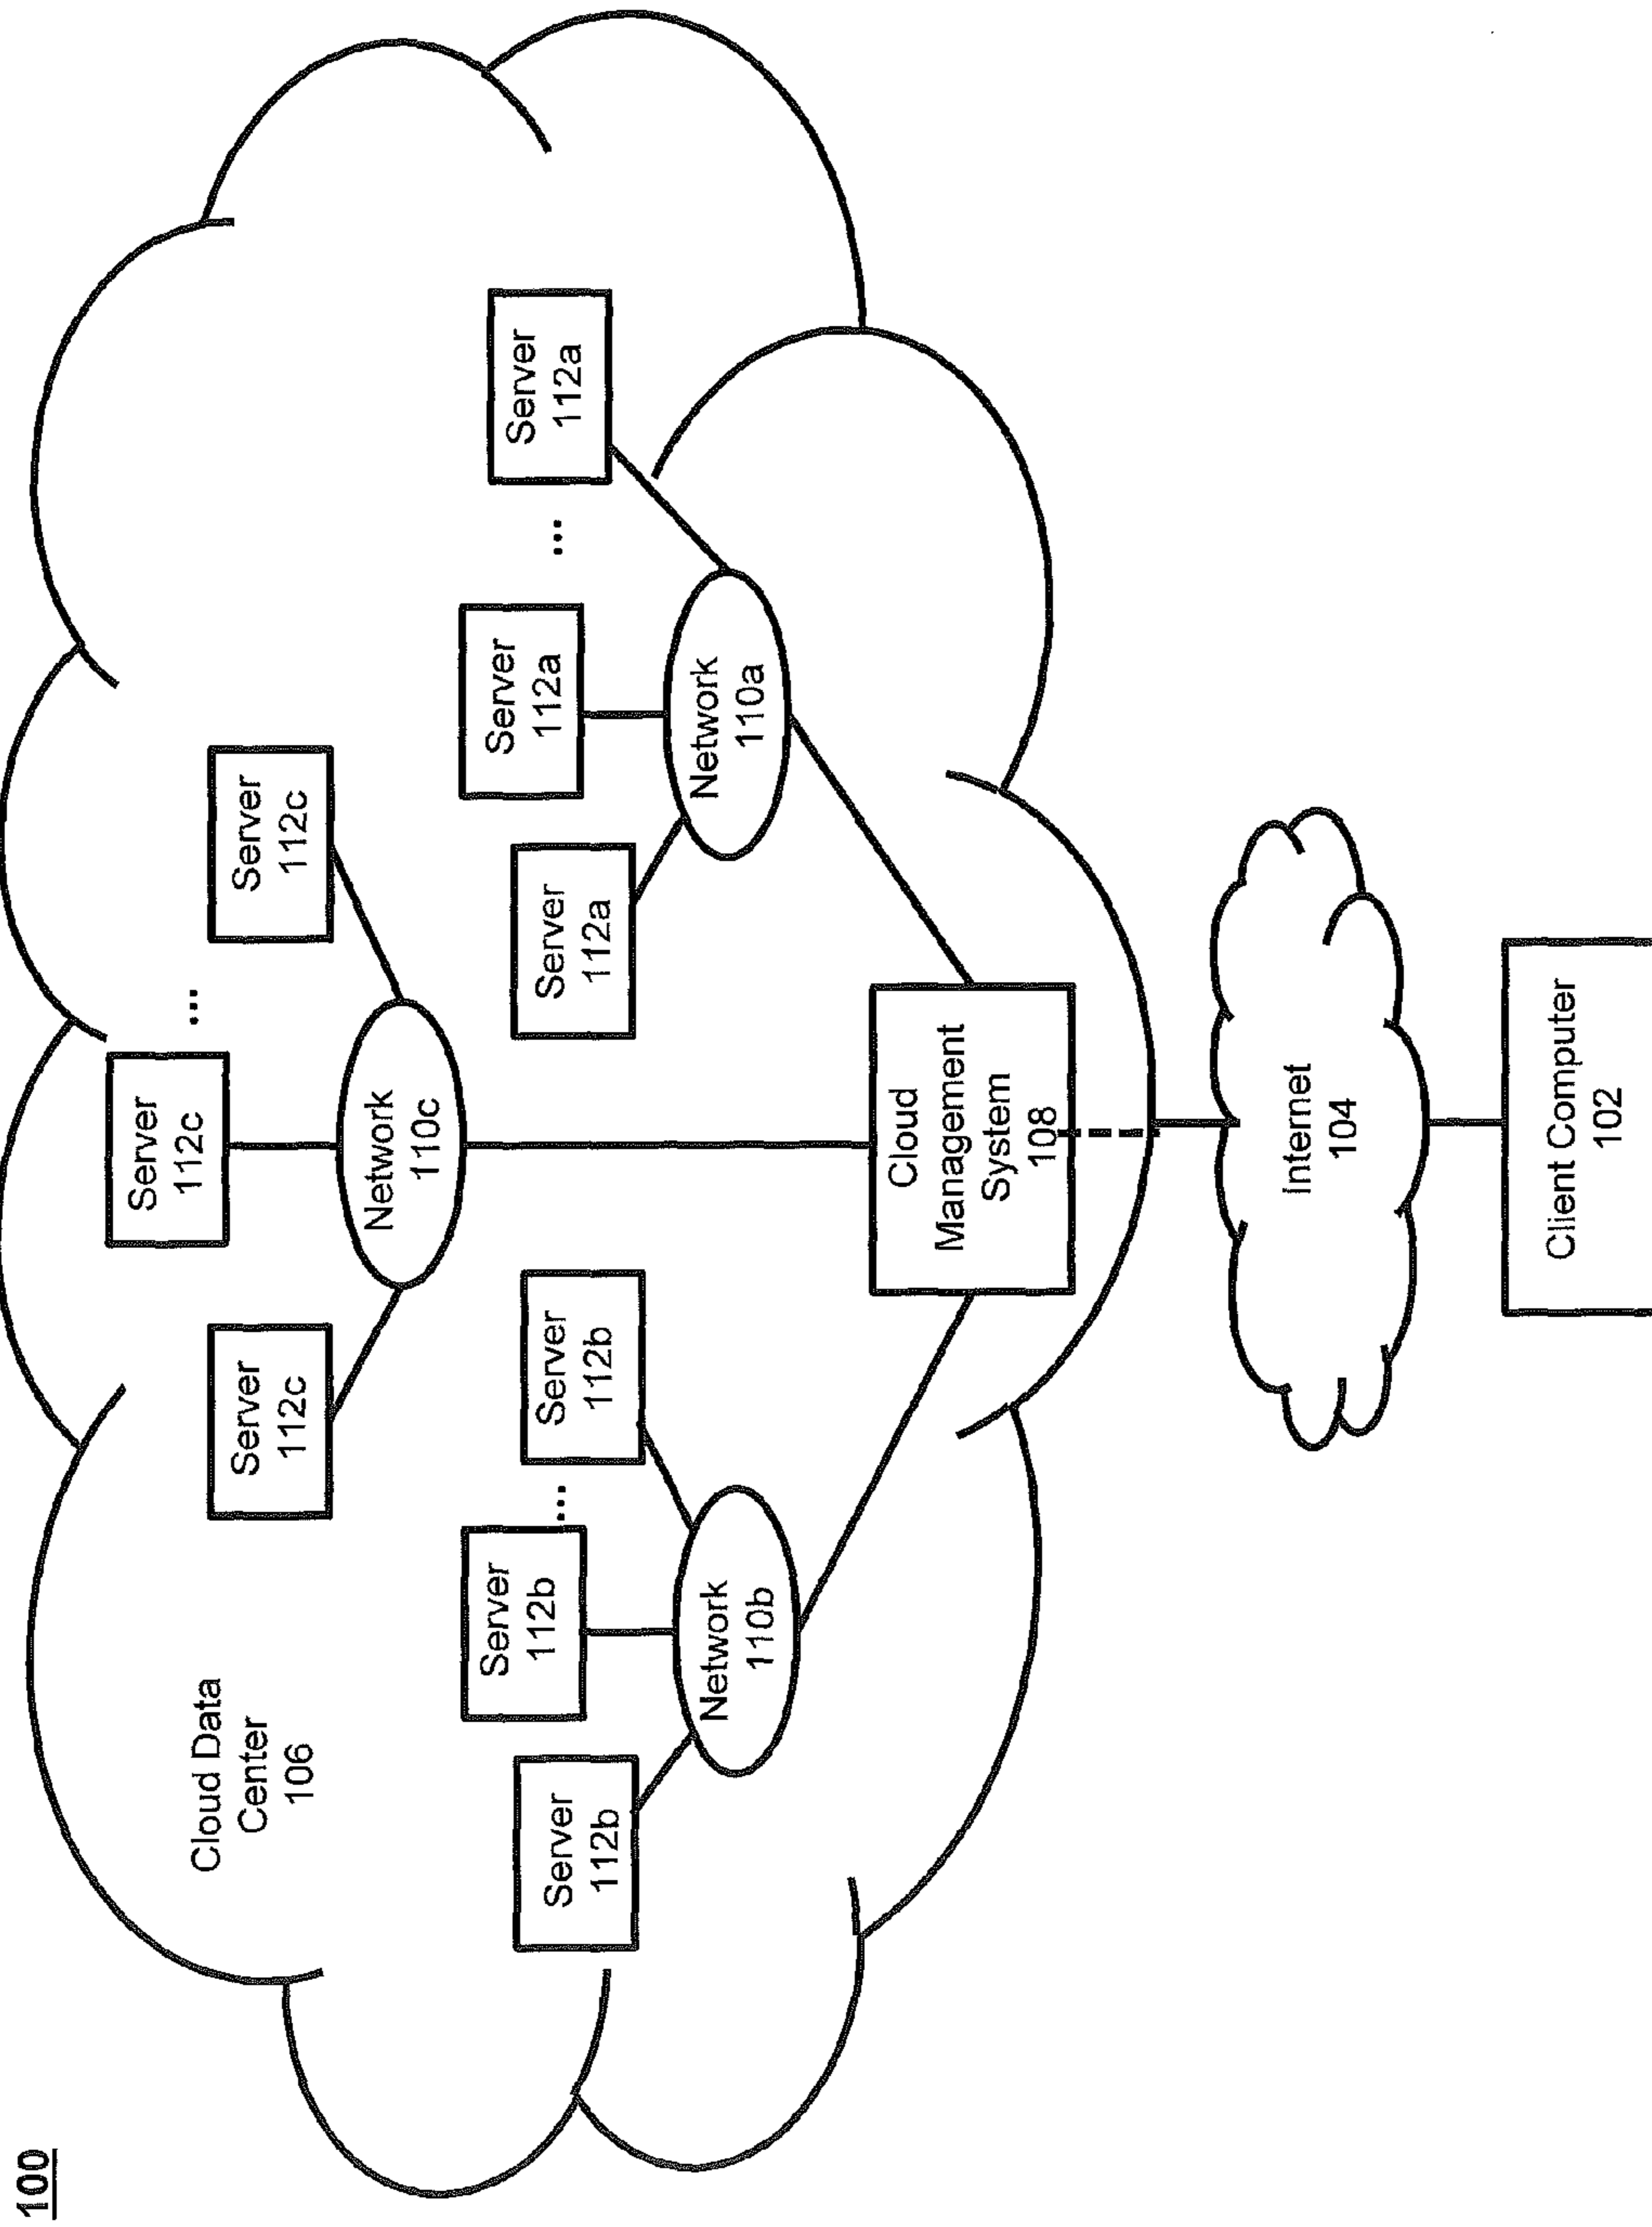 100
Cloud Data
Center
106
Server
112c
Server
112c
...
Server
112c
Network
110c
Server
112b
Server
112b
...
Server
112b
Network
110b
Server
112a
Server
112a
...
Server
112a
Network
110a
Cloud
Management
System
108
Internet
104
Client Computer
102